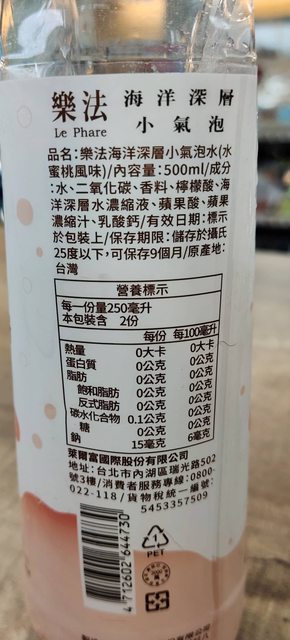 樂法 海洋深層
Le Phare 小氣泡
品名:樂法海洋深層小氣泡水(水
蜜桃風味)/內容量:500ml/成分
:水、二氧化碳、香料、檸檬酸、海
洋深層水濃縮液、蘋果酸、蘋果
濃縮汁、乳酸鈣/有效日期:標示
於包裝上/保存期限:儲存於攝氏
25度以下,可保存9個月/原產地:
台灣
營養標示
每一份量250毫升
本包裝含 2份
每份 每100毫升
熱量 0大卡 0大卡
蛋白質 0公克 0公克
脂肪 0公克 0公克
飽和脂肪 0公克 0公克
反式脂肪 0公克 0公克
碳水化合物 0.1公克 0公克
糖 0公克 0公克
鈉 15毫克 6毫克
萊爾富國際股份有限公司
地址:台北市內湖區瑞光路502
號3樓/消費者服務專線:0800-
022-118/貨物稅統一編號:
5453357509
4712602644730
1
PET